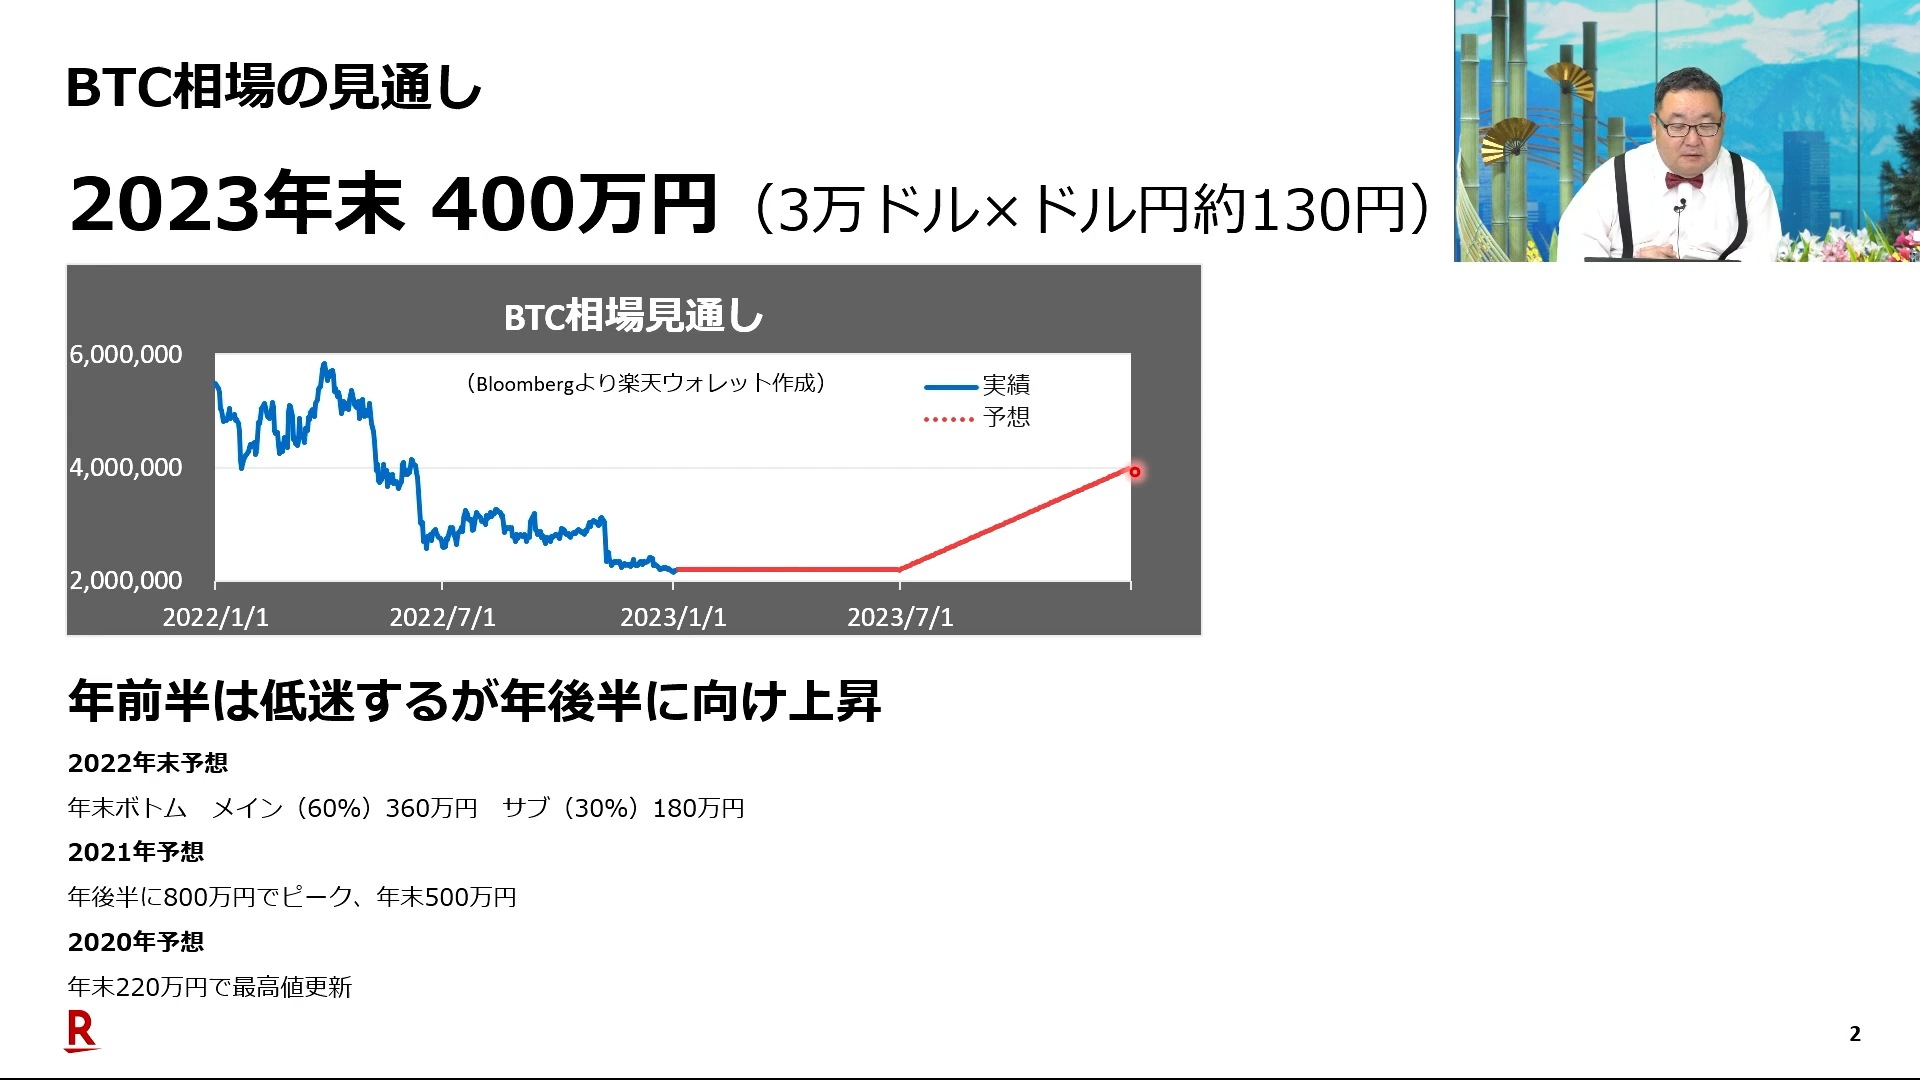 BTC相場の見通し
2023年末 400万円（3万ドル×ドル円約130円）
BTC相場見通し
（Bloombergより楽天ウォレット作成）
実績
予想
6,000,000
4,000,000
2,000,000
2022/1/1 2022/7/1 2023/1/1 2023/7/1
年前半は低迷するが年後半に向け上昇
2022年末予想
年末ボトム　メイン（60%）360万円　サブ（30%）180万円
2021年予想
年後半に800万円でピーク、年末500万円
2020年予想
年末220万円で最高値更新
R
2